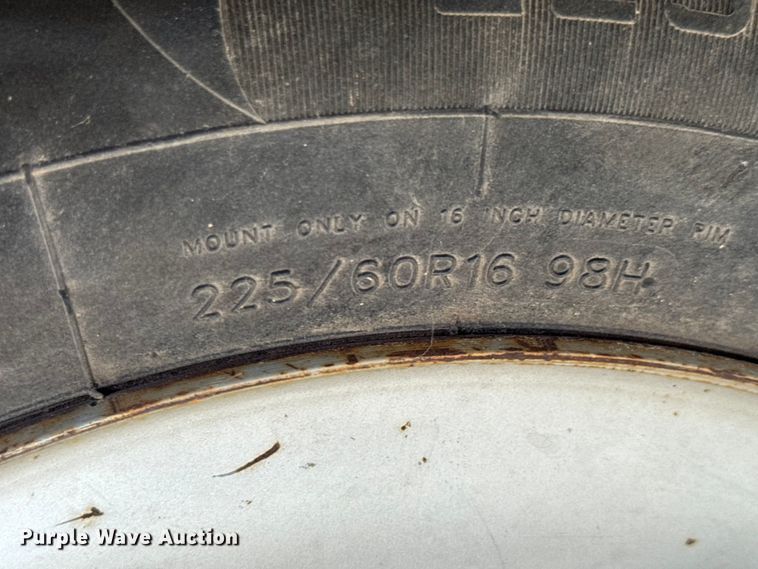 MOUNT ONLY ON 16 INCH DIAMETER RIM
225/60R16 98H
Purple Wave Auction